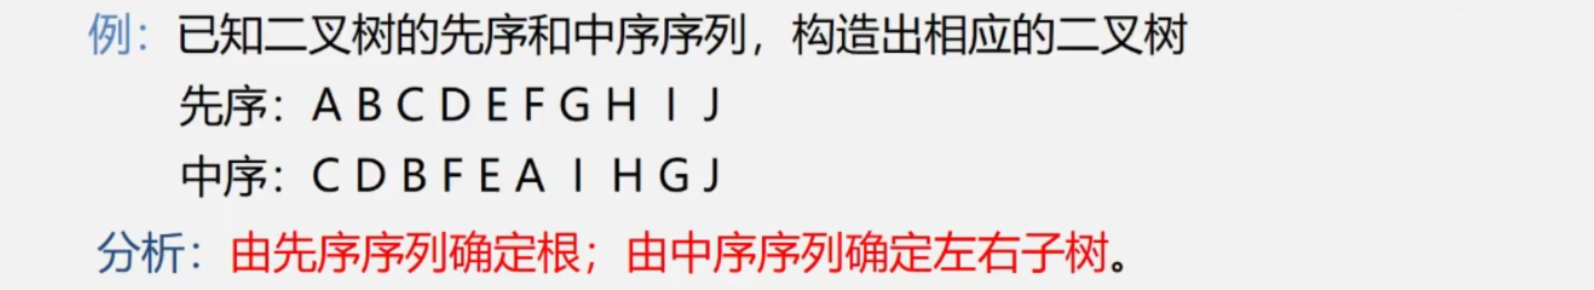 例：已知二叉树的先序和中序序列，构造出相应的二叉树
先序：A B C D E F G H I J
中序：C D B F E A I H G J
分析：由先序序列确定根；由中序序列确定左右子树。